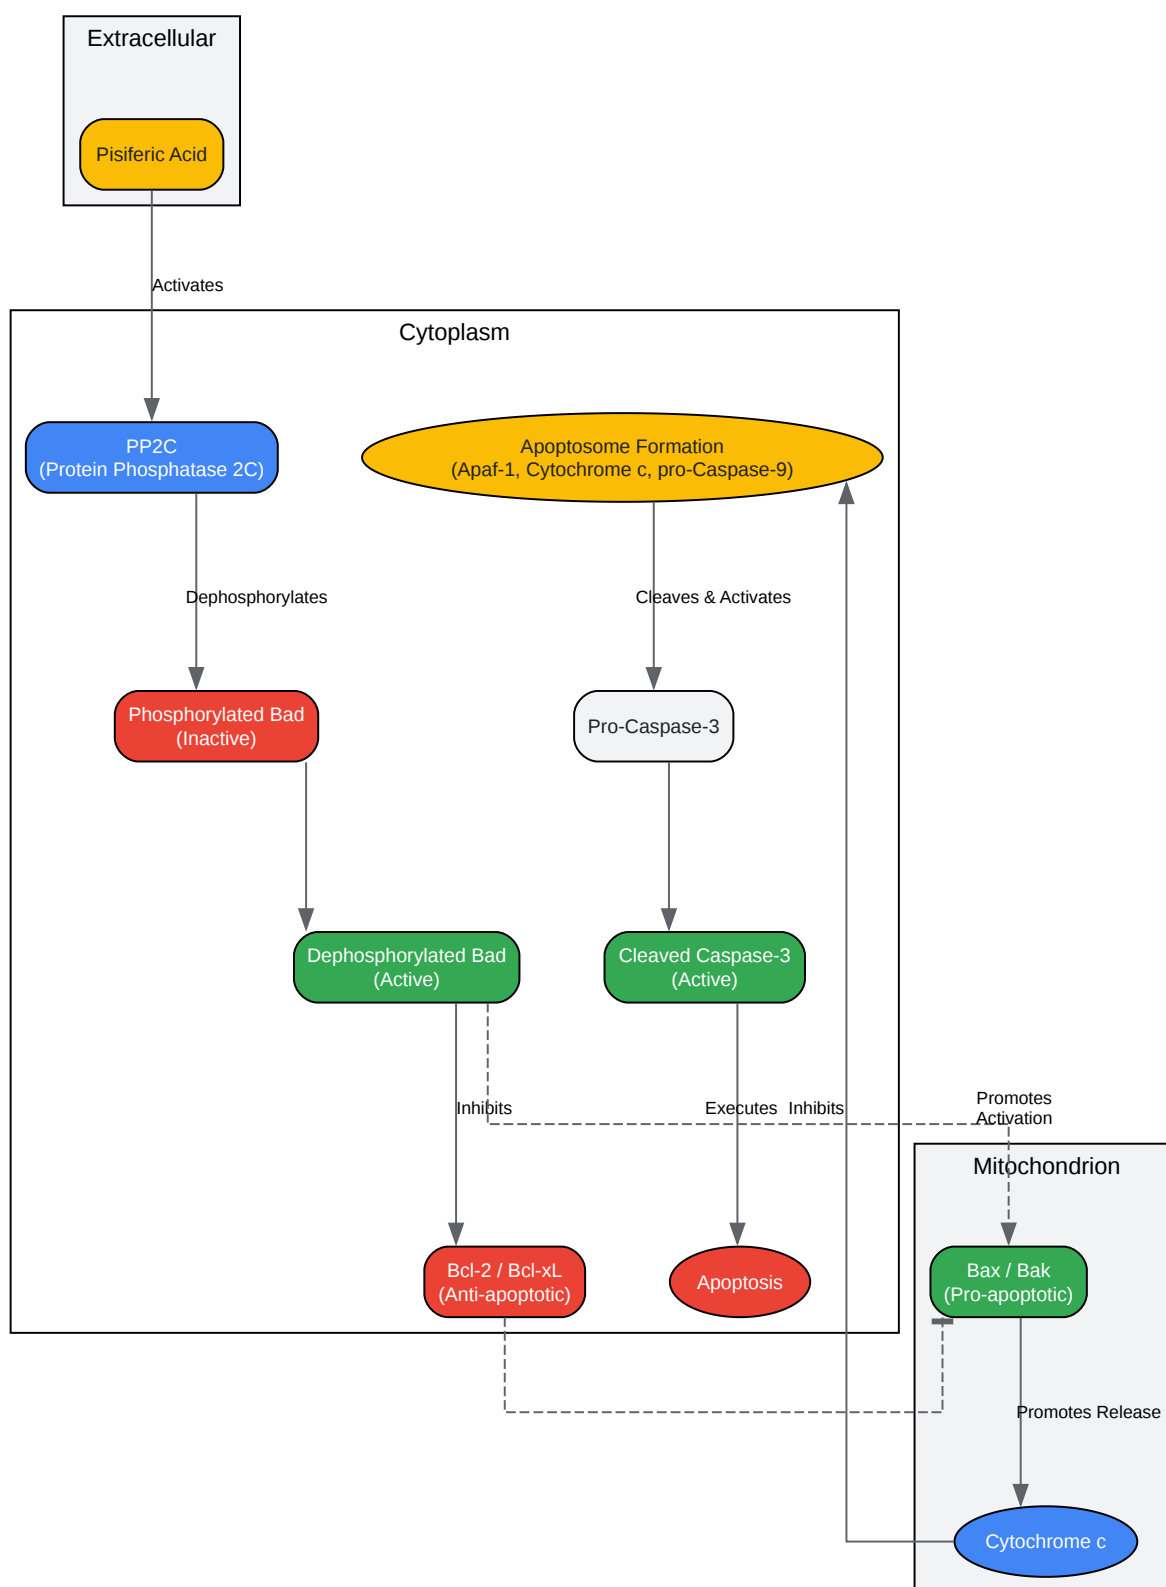 Extracellular
Pisiferic Acid
Activates
Cytoplasm
PP2C
(Protein Phosphatase 2C)
Apoptosome Formation
(Apaf-1, Cytochrome c, pro-Caspase-9)
Dephosphorylates
Cleaves & Activates
Phosphorylated Bad
(Inactive)
Pro-Caspase-3
Dephosphorylated Bad
(Active)
Cleaved Caspase-3
(Active)
Inhibits
Executes
Inhibits
Promotes
Activation
Mitochondrion
Bcl-2 / Bcl-xL
(Anti-apoptotic)
Apoptosis
Bax / Bak
(Pro-apoptotic)
Promotes Release
Cytochrome c